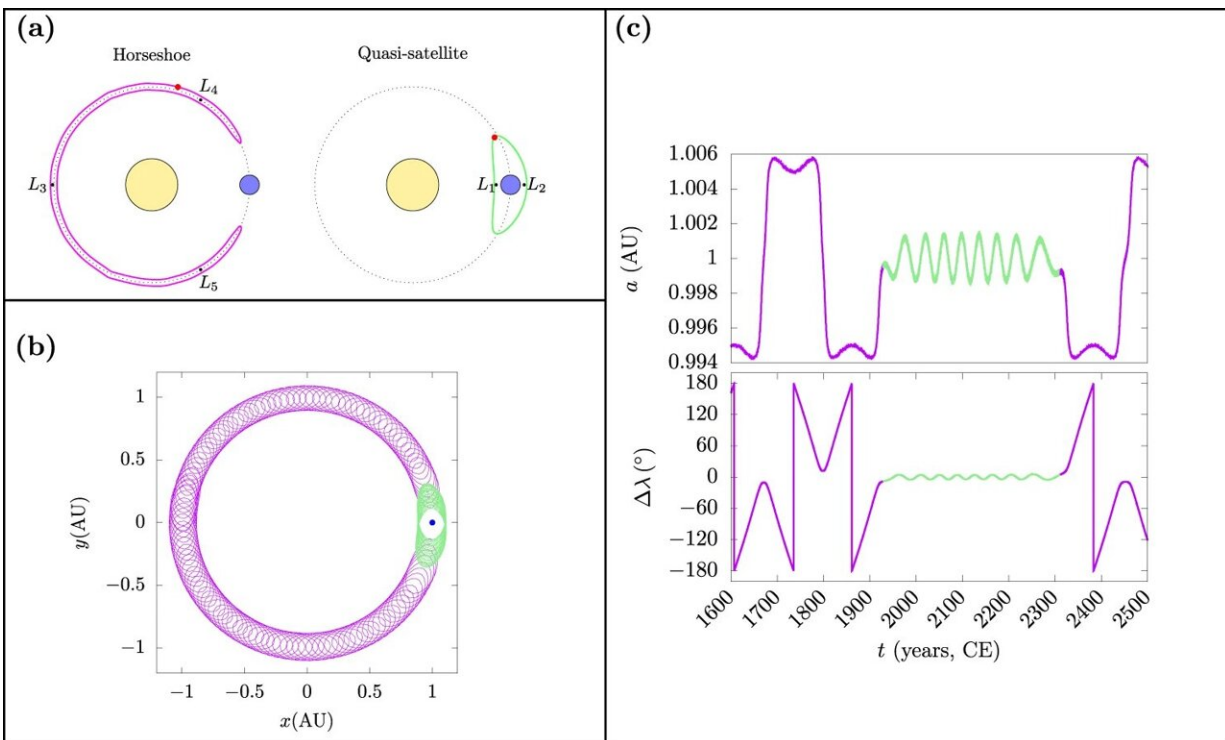 (a)
Horseshoe
Quasi-satellite
L₄
L₃
L₅
L₁
L₂
(b)
y(AU)
1
0.5
0
−0.5
−1
−1
−0.5
0
0.5
1
x(AU)
(c)
a (AU)
1.006
1.004
1.002
1
0.998
0.996
0.994
Δλ(°)
180
120
60
0
−60
−120
−180
1600
1700
1800
1900
2000
2100
2200
2300
2400
2500
t (years, CE)